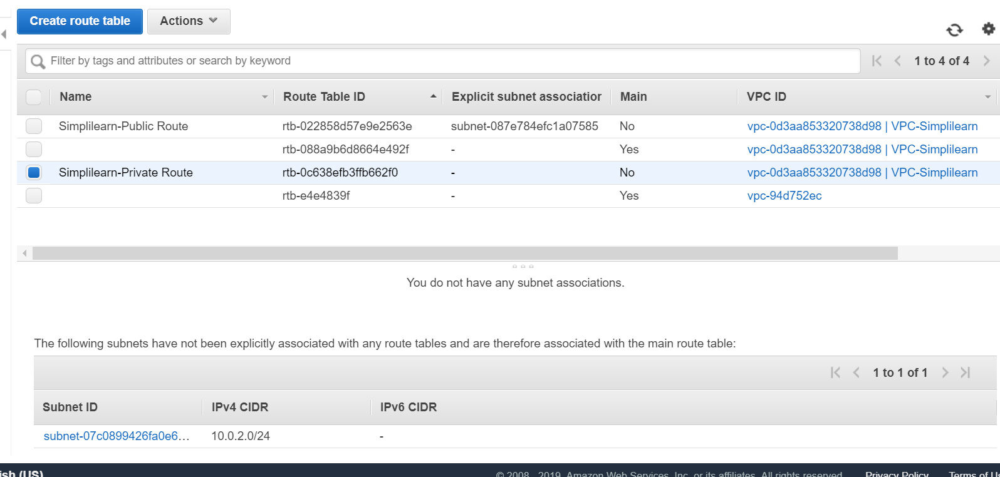 Create route table Actions
Filter by tags and attributes or search by keyword 1 to 4 of 4
Name Route Table ID Explicit subnet association Main VPC ID
Simplilearn-Public Route rtb-022858d57e9e2563e subnet-087e784efc1a07585 No vpc-0d3aa853320738d98 | VPC-Simplilearn
rtb-088a9b6d8664e492f - Yes vpc-0d3aa853320738d98 | VPC-Simplilearn
Simplilearn-Private Route rtb-0c638efb3ffb662f0 - No vpc-0d3aa853320738d98 | VPC-Simplilearn
rtb-e4e4839f - Yes vpc-94d752ec
You do not have any subnet associations.
The following subnets have not been explicitly associated with any route tables and are therefore associated with the main route table:
1 to 1 of 1
Subnet ID IPv4 CIDR IPv6 CIDR
subnet-07c0899426fa0e6... 10.0.2.0/24 -
ish (US) © 2008 - 2019, Amazon Web Services, Inc. or its affiliates. All rights reserved. Privacy Policy Terms of